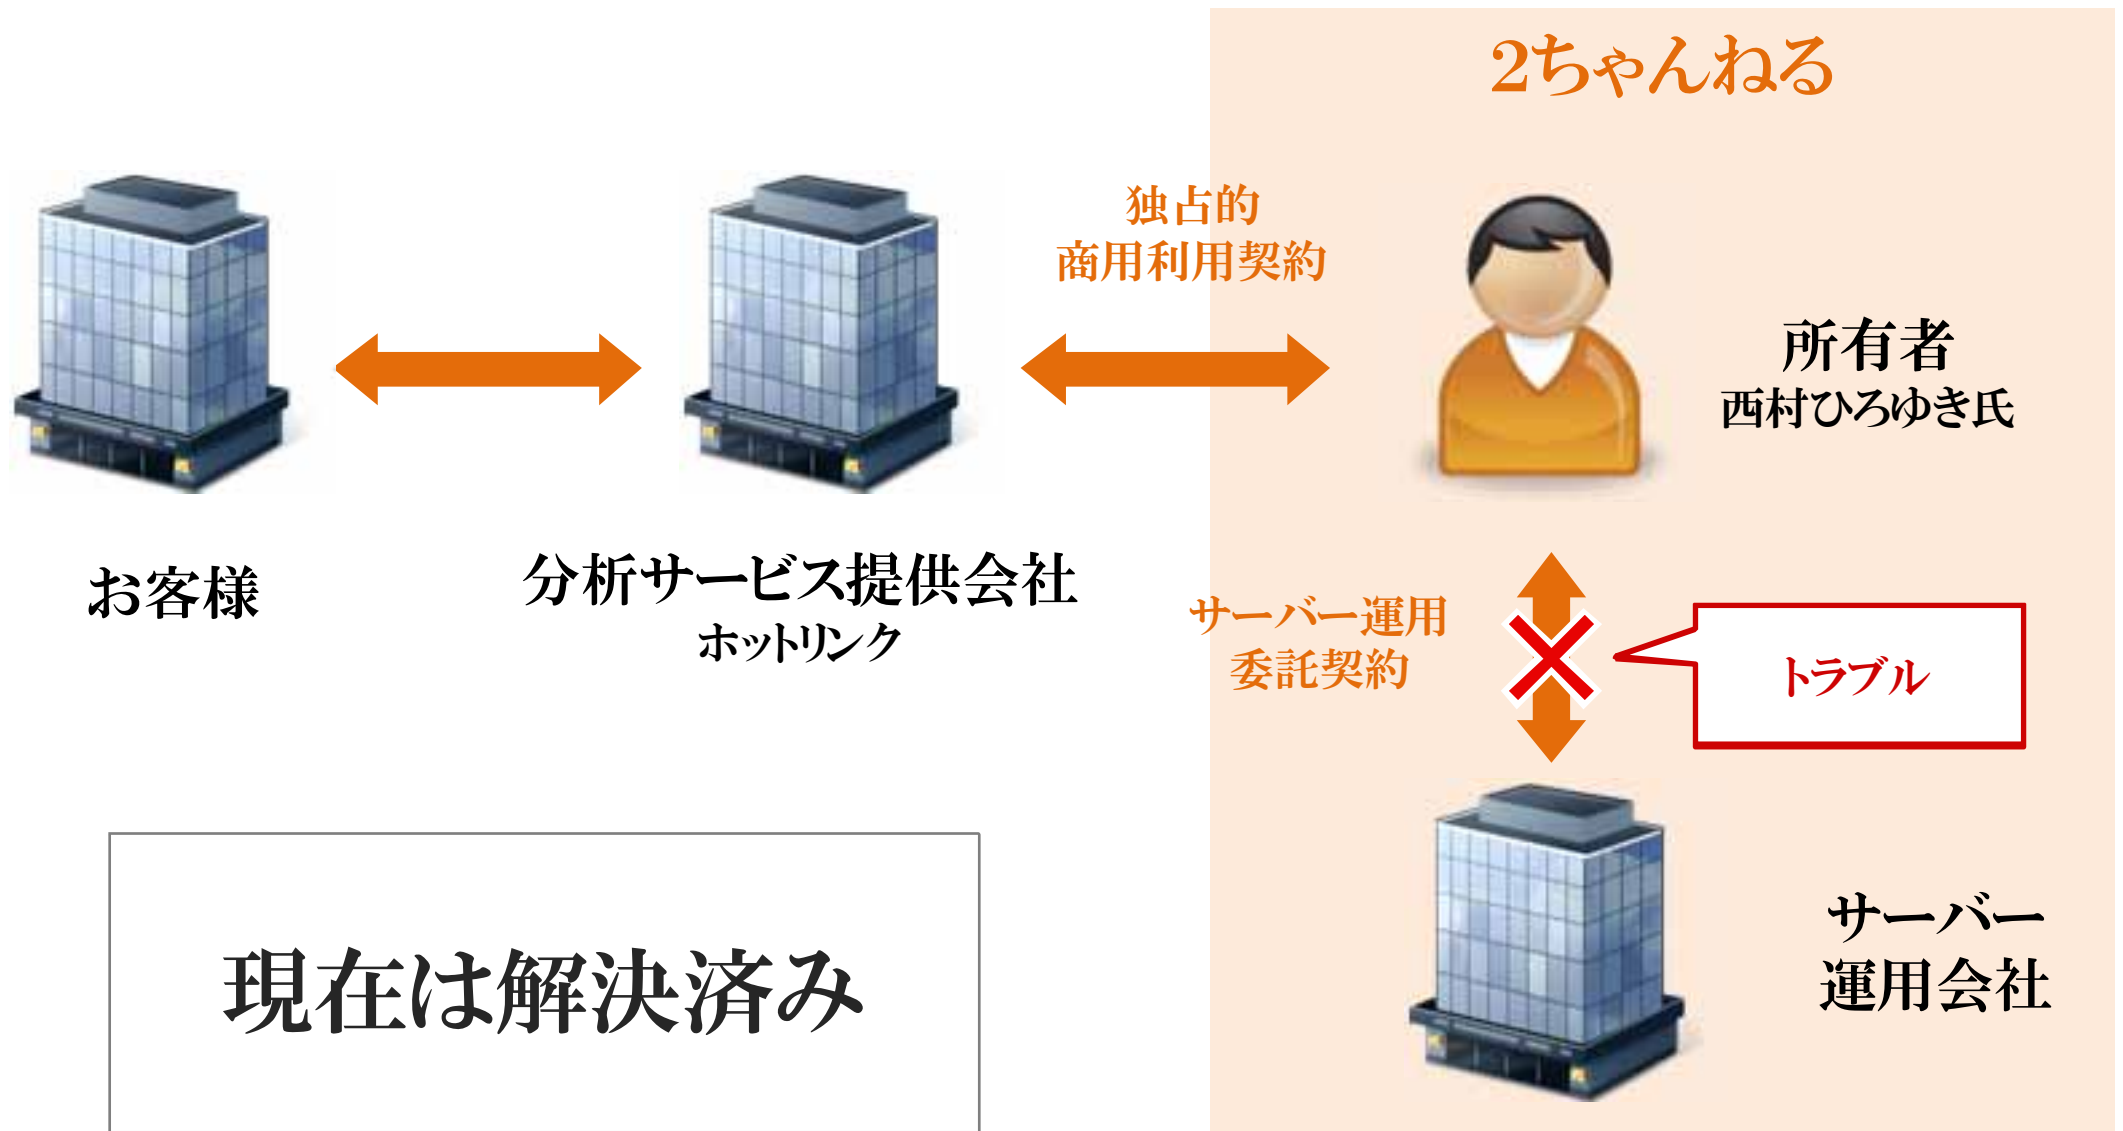 2ちゃんねる
独占的
商用利用契約
所有者
西村ひろゆき氏
お客様
分析サービス提供会社
ホットリンク
サーバー運用
委託契約
トラブル
サーバー
運用会社
現在は解決済み